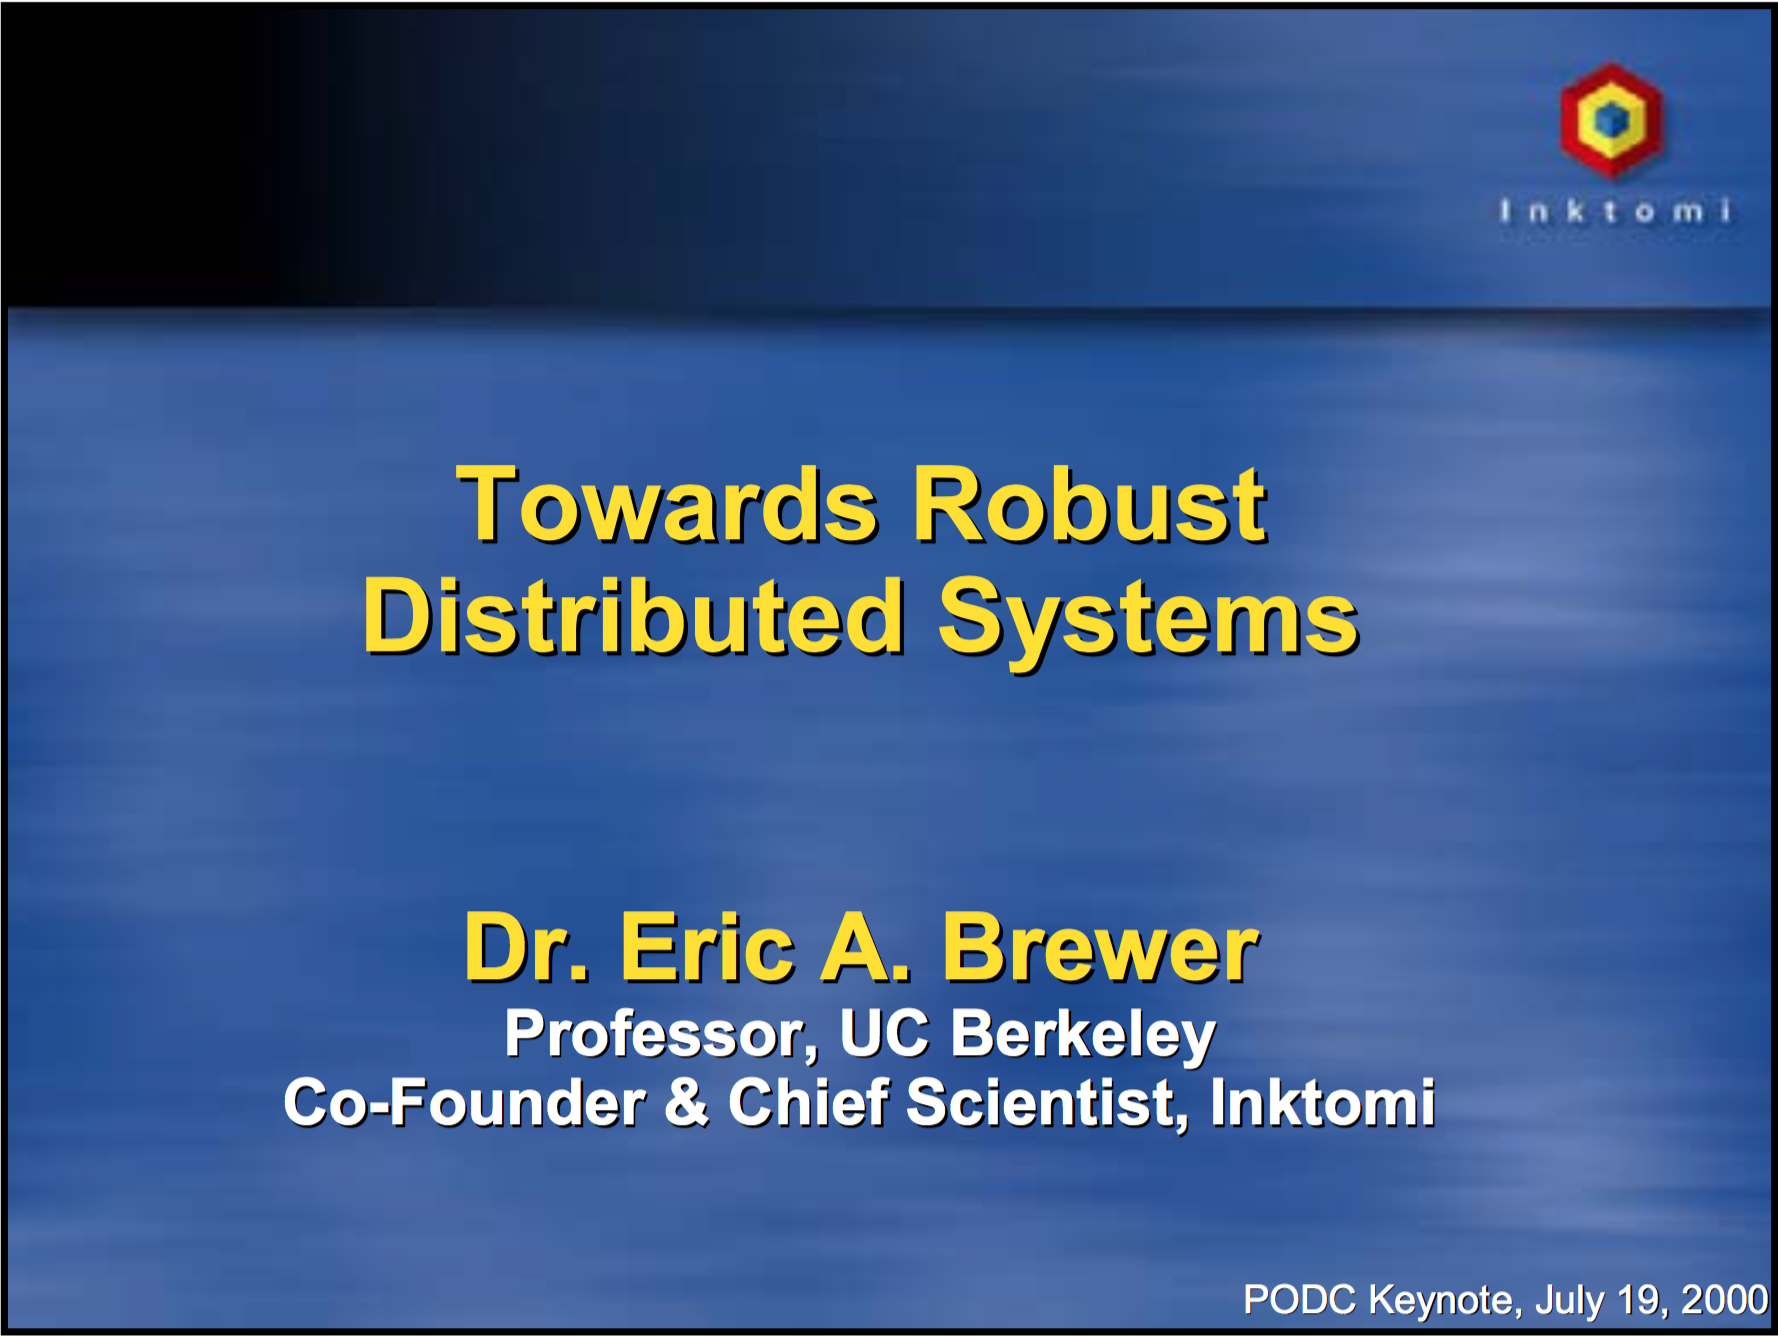 Inktomi
Towards Robust
Distributed Systems
Dr. Eric A. Brewer
Professor, UC Berkeley
Co-Founder & Chief Scientist, Inktomi
PODC Keynote, July 19, 2000